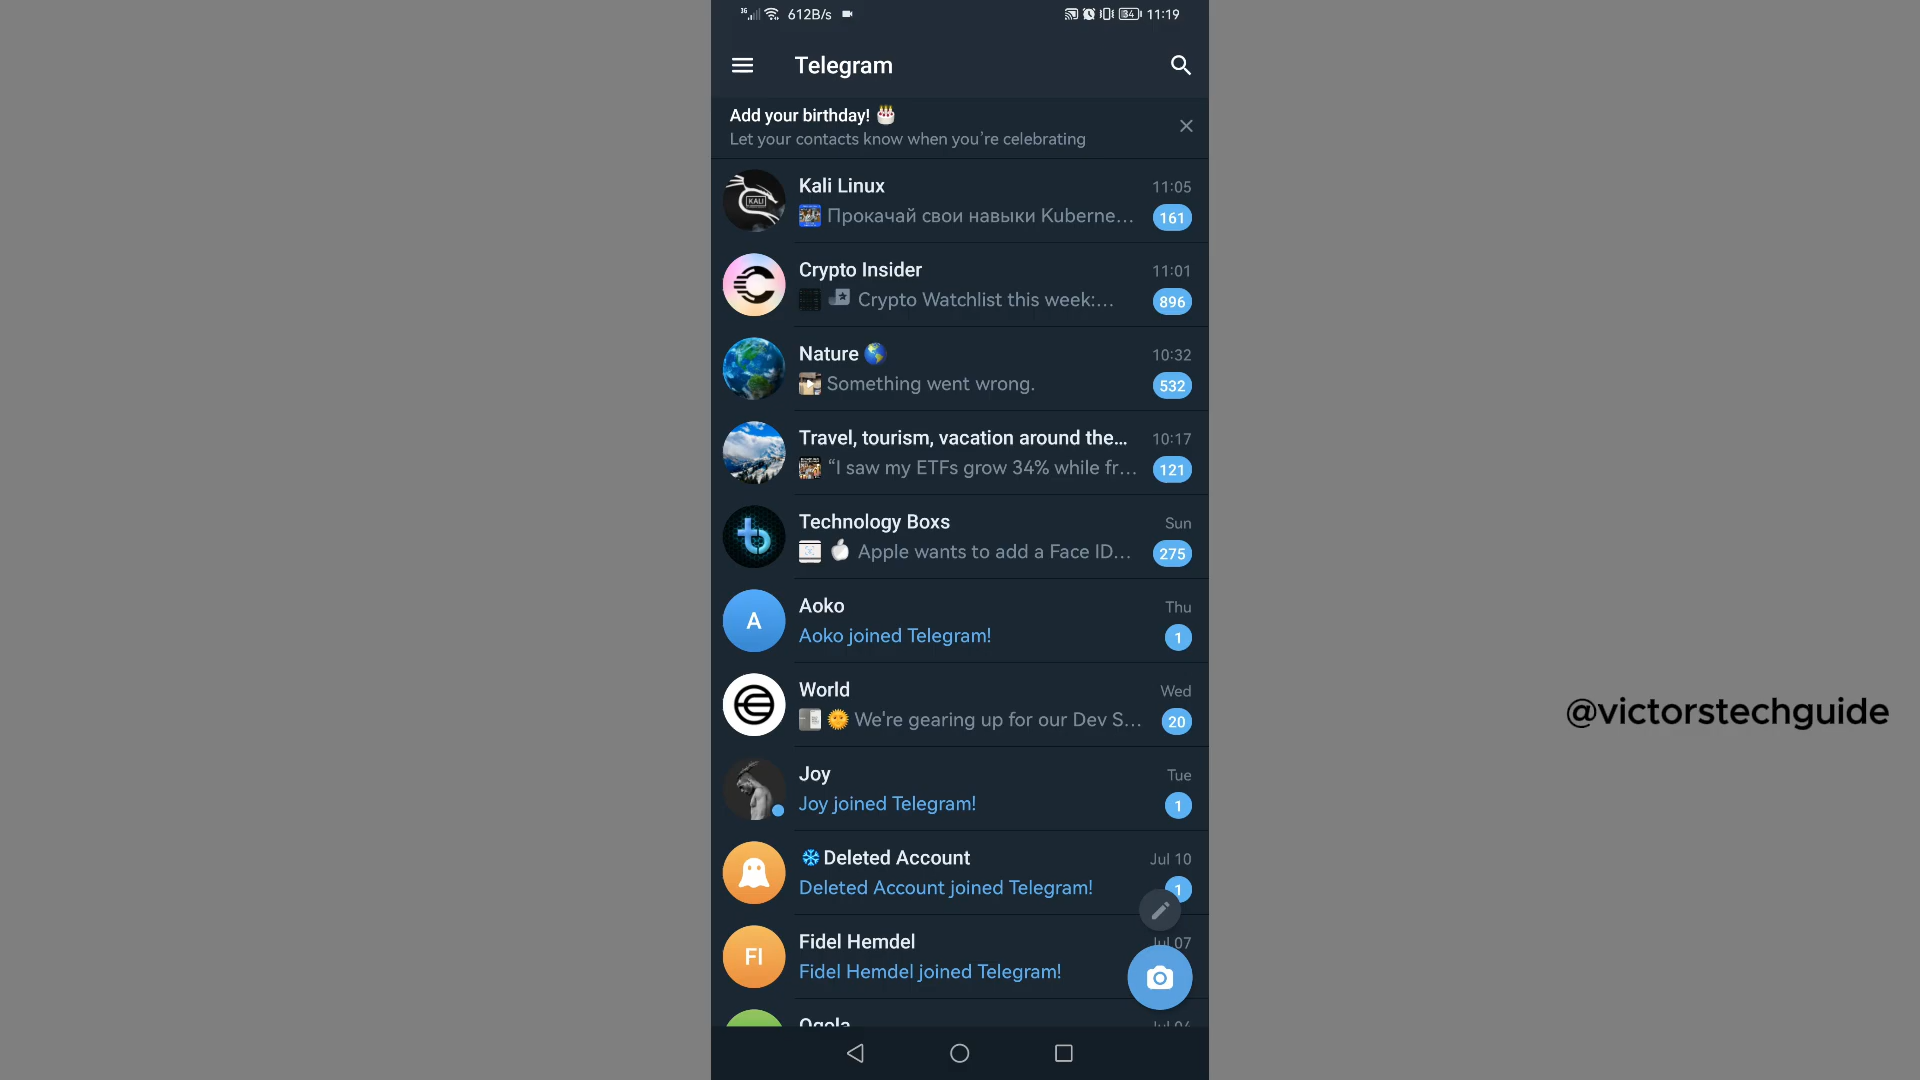 3G 612B/s 34 11:19
Telegram
Add your birthday! 🎂
Let your contacts know when you're celebrating
Kali Linux 11:05
KALI
Прокачай свои навыки Kuberne... 161
Crypto Insider 11:01
Crypto Watchlist this week:... 896
Nature 🌎 10:32
Something went wrong. 532
Travel, tourism, vacation around the... 10:17
“I saw my ETFs grow 34% while fr... 121
Technology Boxs Sun
Apple wants to add a Face ID... 275
Aoko Thu
A
Aoko joined Telegram! 1
World Wed
🌞 We're gearing up for our Dev S... 20
Joy Tue
Joy joined Telegram! 1
Deleted Account Jul 10
Deleted Account joined Telegram! 1
Fidel Hemdel Jul 07
FI
Fidel Hemdel joined Telegram!
@victorstechguide